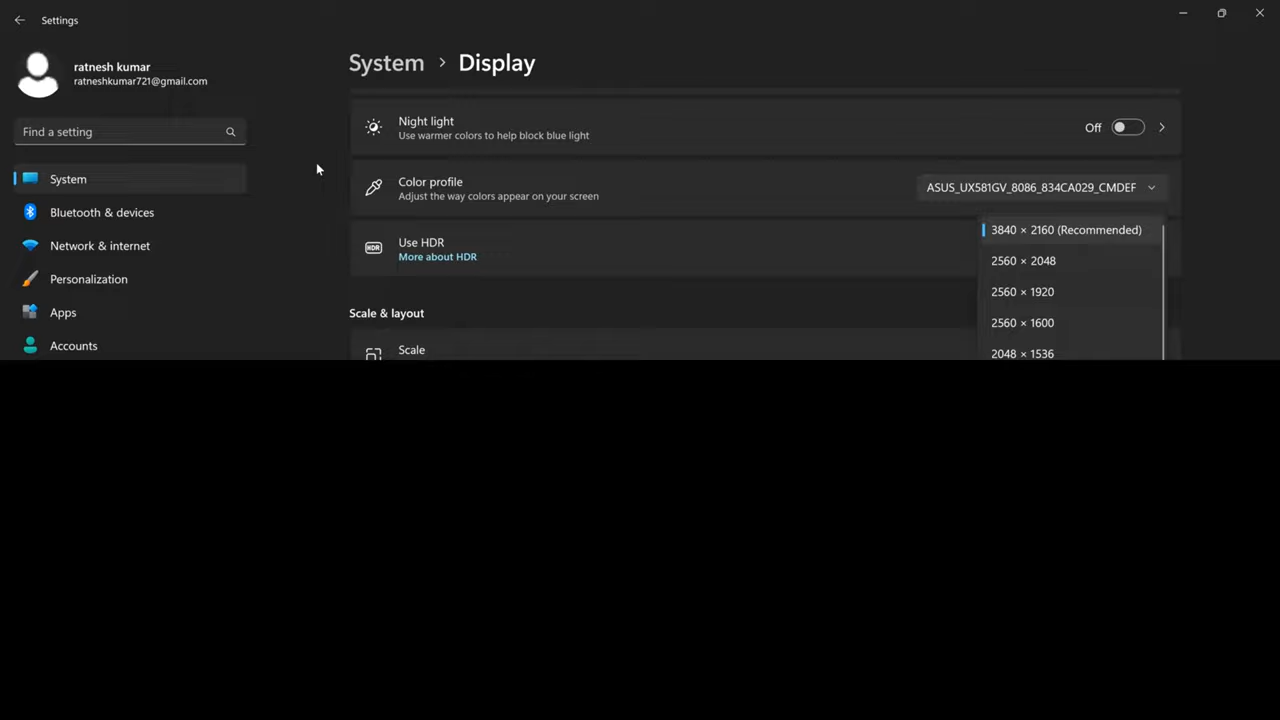 Settings
ratnesh kumar
ratneshkumar721@gmail.com
Find a setting
System
Bluetooth & devices
Network & internet
Personalization
Apps
Accounts
System > Display
Night light
Use warmer colors to help block blue light
Off
Color profile
Adjust the way colors appear on your screen
ASUS_UX581GV_8086_834CA029_CMDEF
Use HDR
More about HDR
HDR
3840 × 2160 (Recommended)
2560 × 2048
2560 × 1920
2560 × 1600
2048 × 1536
Scale & layout
Scale